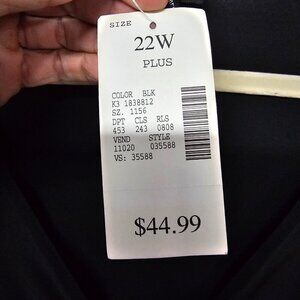 SIZE
22W
PLUS
COLOR BLK
K3 1838812
SZ. 1156
DPT CLS RLS
453 243 0808
VEND STYLE
11020 035588
VS: 35588
$44.99